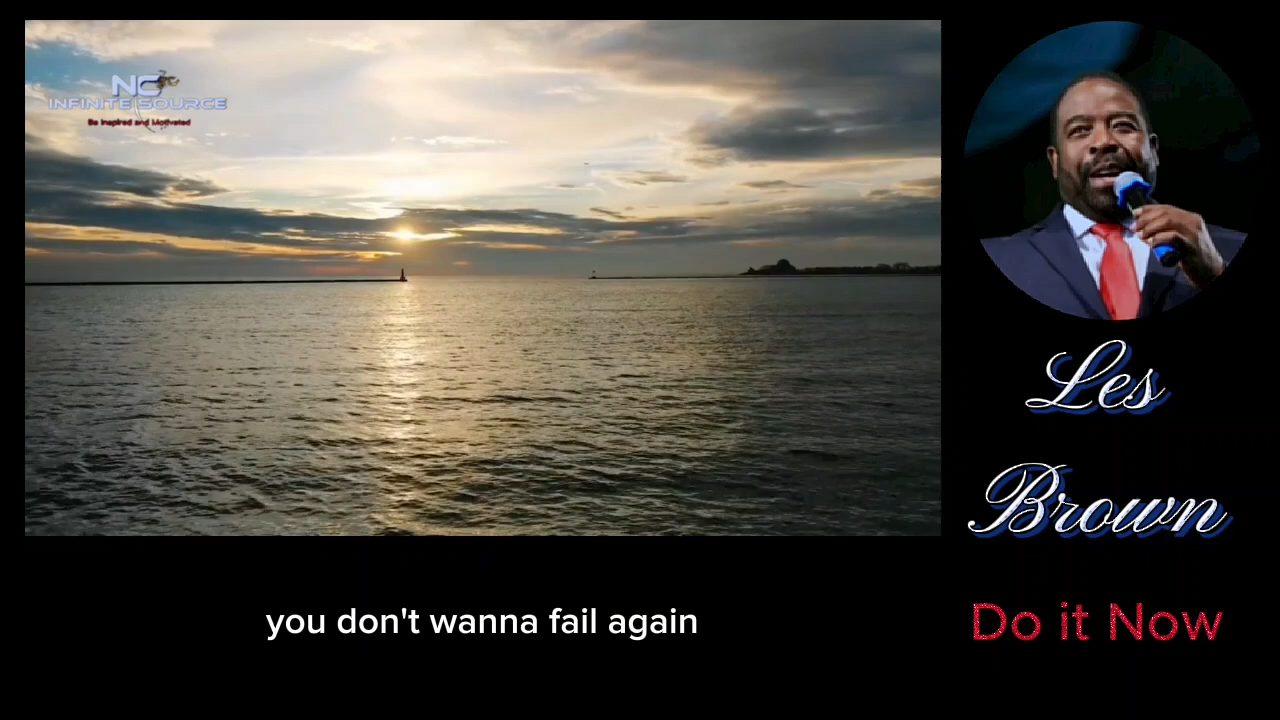 NC
INFINITE SOURCE
Be Inspired and Motivated
Les
Brown
you don't wanna fail again
Do it Now